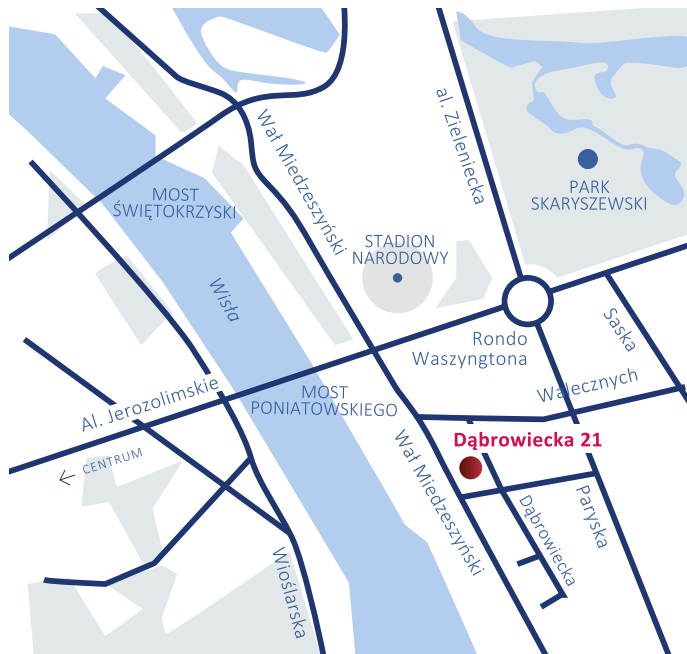 Wał Miedzeszyński
al. Zieleniecka
MOST
ŚWIĘTOKRZYSKI
PARK
SKARYSZEWSKI
STADION
NARODOWY
Wisła
Rondo
Waszyngtona
Saska
Al. Jerozolimskie
MOST
PONIATOWSKIEGO
Walecznych
CENTRUM
Wał Miedzeszyński
Dąbrowiecka 21
Dąbrowiecka
Paryska
Wioślarska